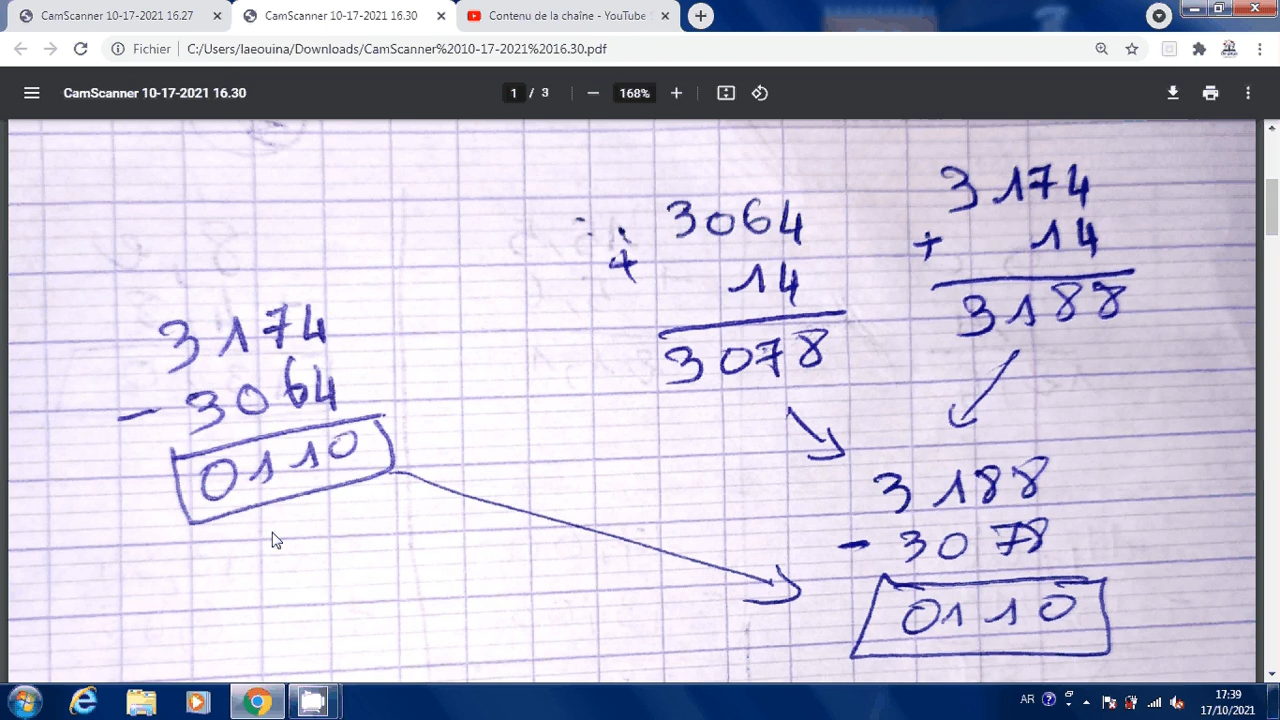 CamScanner 10-17-2021 16.27
CamScanner 10-17-2021 16.30
Contenu de la chaîne - YouTube
Fichier
C:/Users/laeouina/Downloads/CamScanner%2010-17-2021%2016.30.pdf
CamScanner 10-17-2021 16.30
1 / 3
168%
3174
- 3064
0110
3064
+ 14
3078
3174
+ 14
3188
3188
- 3078
0110
AR
17:39
17/10/2021